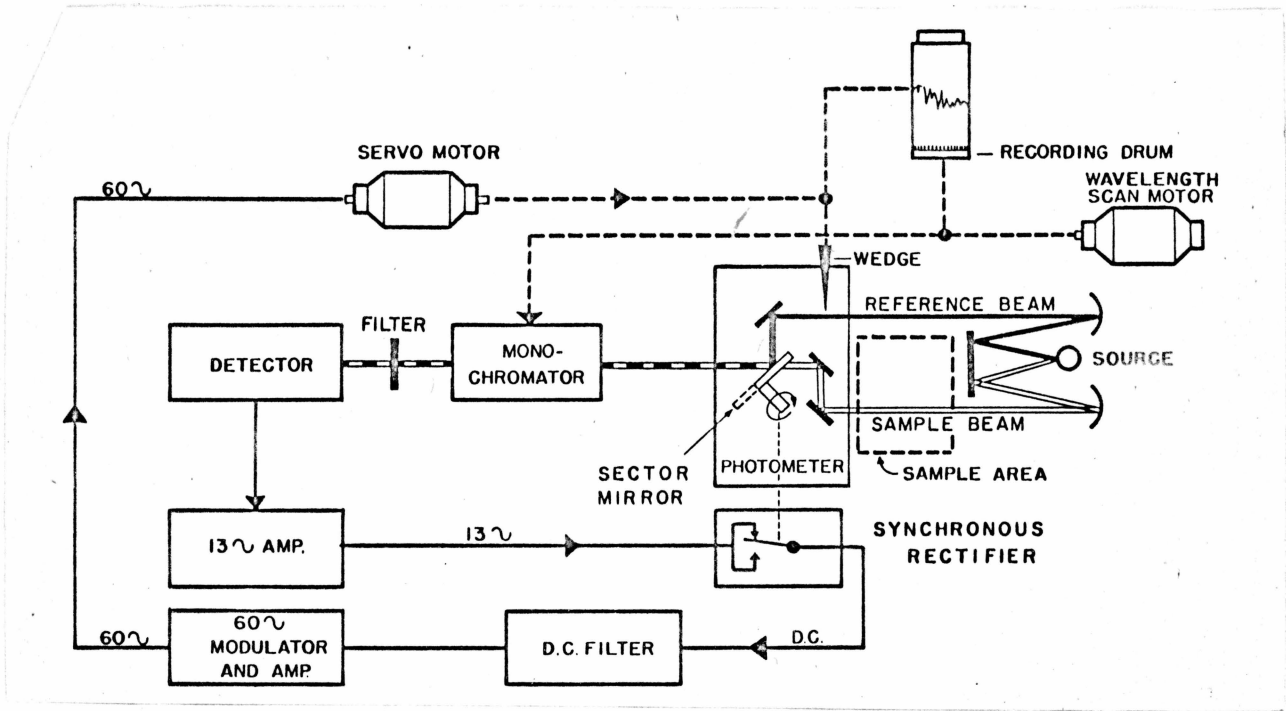 SERVO MOTOR
RECORDING DRUM
WAVELENGTH
SCAN MOTOR
60~
WEDGE
REFERENCE BEAM
FILTER
DETECTOR
MONO-
CHROMATOR
SOURCE
SAMPLE BEAM
PHOTOMETER
SAMPLE AREA
SECTOR
MIRROR
13~ AMP.
13~
SYNCHRONOUS
RECTIFIER
60~
60~
MODULATOR
AND AMP.
D.C. FILTER
D.C.